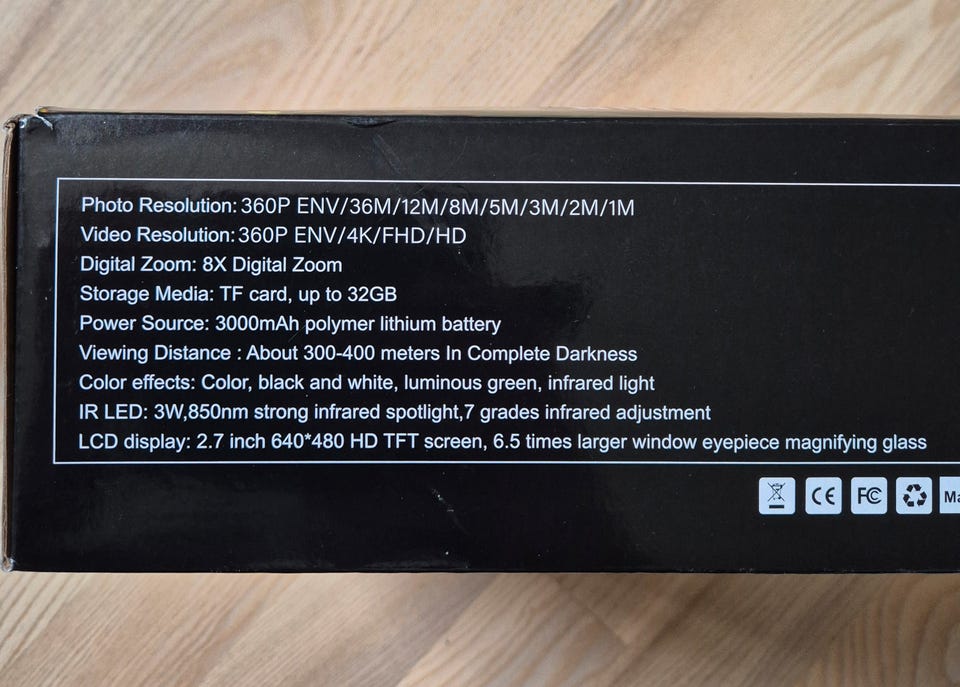 Photo Resolution: 360P ENV/36M/12M/8M/5M/3M/2M/1M
Video Resolution: 360P ENV/4K/FHD/HD
Digital Zoom: 8X Digital Zoom
Storage Media: TF card, up to 32GB
Power Source: 3000mAh polymer lithium battery
Viewing Distance : About 300-400 meters In Complete Darkness
Color effects: Color, black and white, luminous green, infrared light
IR LED: 3W,850nm strong infrared spotlight,7 grades infrared adjustment
LCD display: 2.7 inch 640*480 HD TFT screen, 6.5 times larger window eyepiece magnifying glass
CE FC